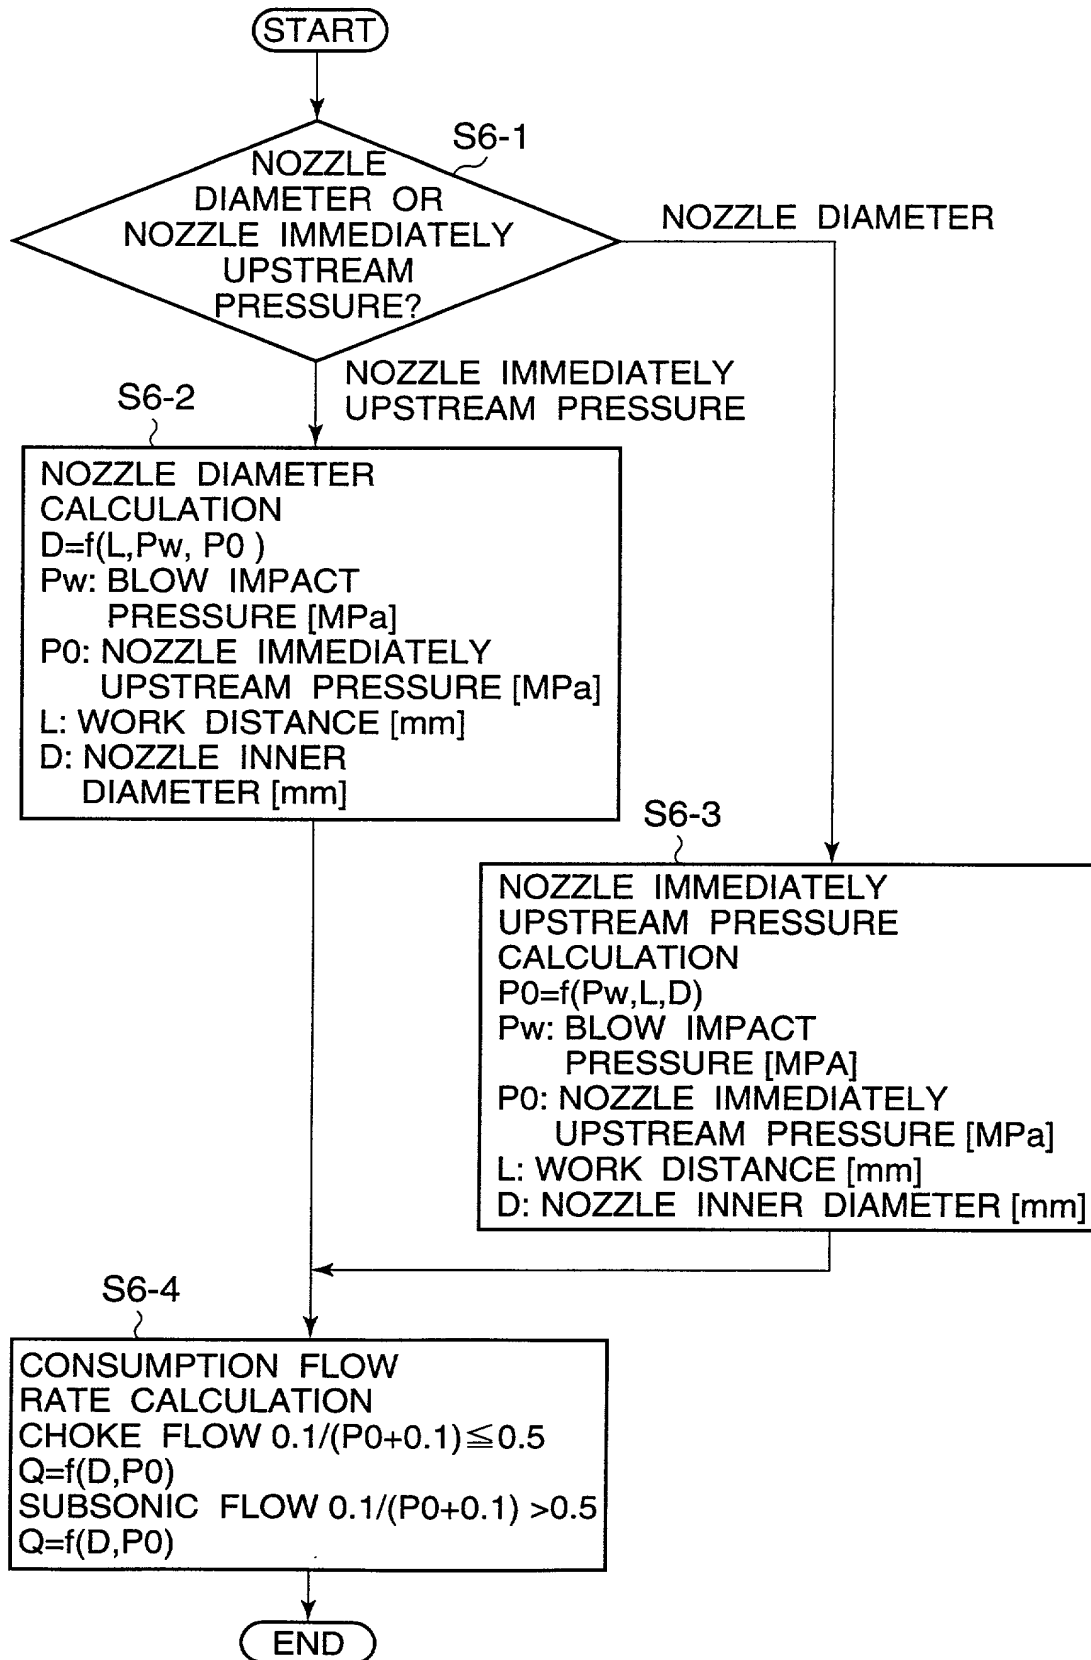 START
S6-1
NOZZLE
DIAMETER OR
NOZZLE IMMEDIATELY
UPSTREAM
PRESSURE?
NOZZLE DIAMETER
NOZZLE IMMEDIATELY
UPSTREAM PRESSURE
S6-2
NOZZLE DIAMETER
CALCULATION
D=f(L,Pw, P0 )
Pw: BLOW IMPACT
PRESSURE [MPa]
P0: NOZZLE IMMEDIATELY
UPSTREAM PRESSURE [MPa]
L: WORK DISTANCE [mm]
D: NOZZLE INNER
DIAMETER [mm]
S6-3
NOZZLE IMMEDIATELY
UPSTREAM PRESSURE
CALCULATION
P0=f(Pw,L,D)
Pw: BLOW IMPACT
PRESSURE [MPA]
P0: NOZZLE IMMEDIATELY
UPSTREAM PRESSURE [MPa]
L: WORK DISTANCE [mm]
D: NOZZLE INNER DIAMETER [mm]
S6-4
CONSUMPTION FLOW
RATE CALCULATION
CHOKE FLOW 0.1/(P0+0.1)≦0.5
Q=f(D,P0)
SUBSONIC FLOW 0.1/(P0+0.1) >0.5
Q=f(D,P0)
END